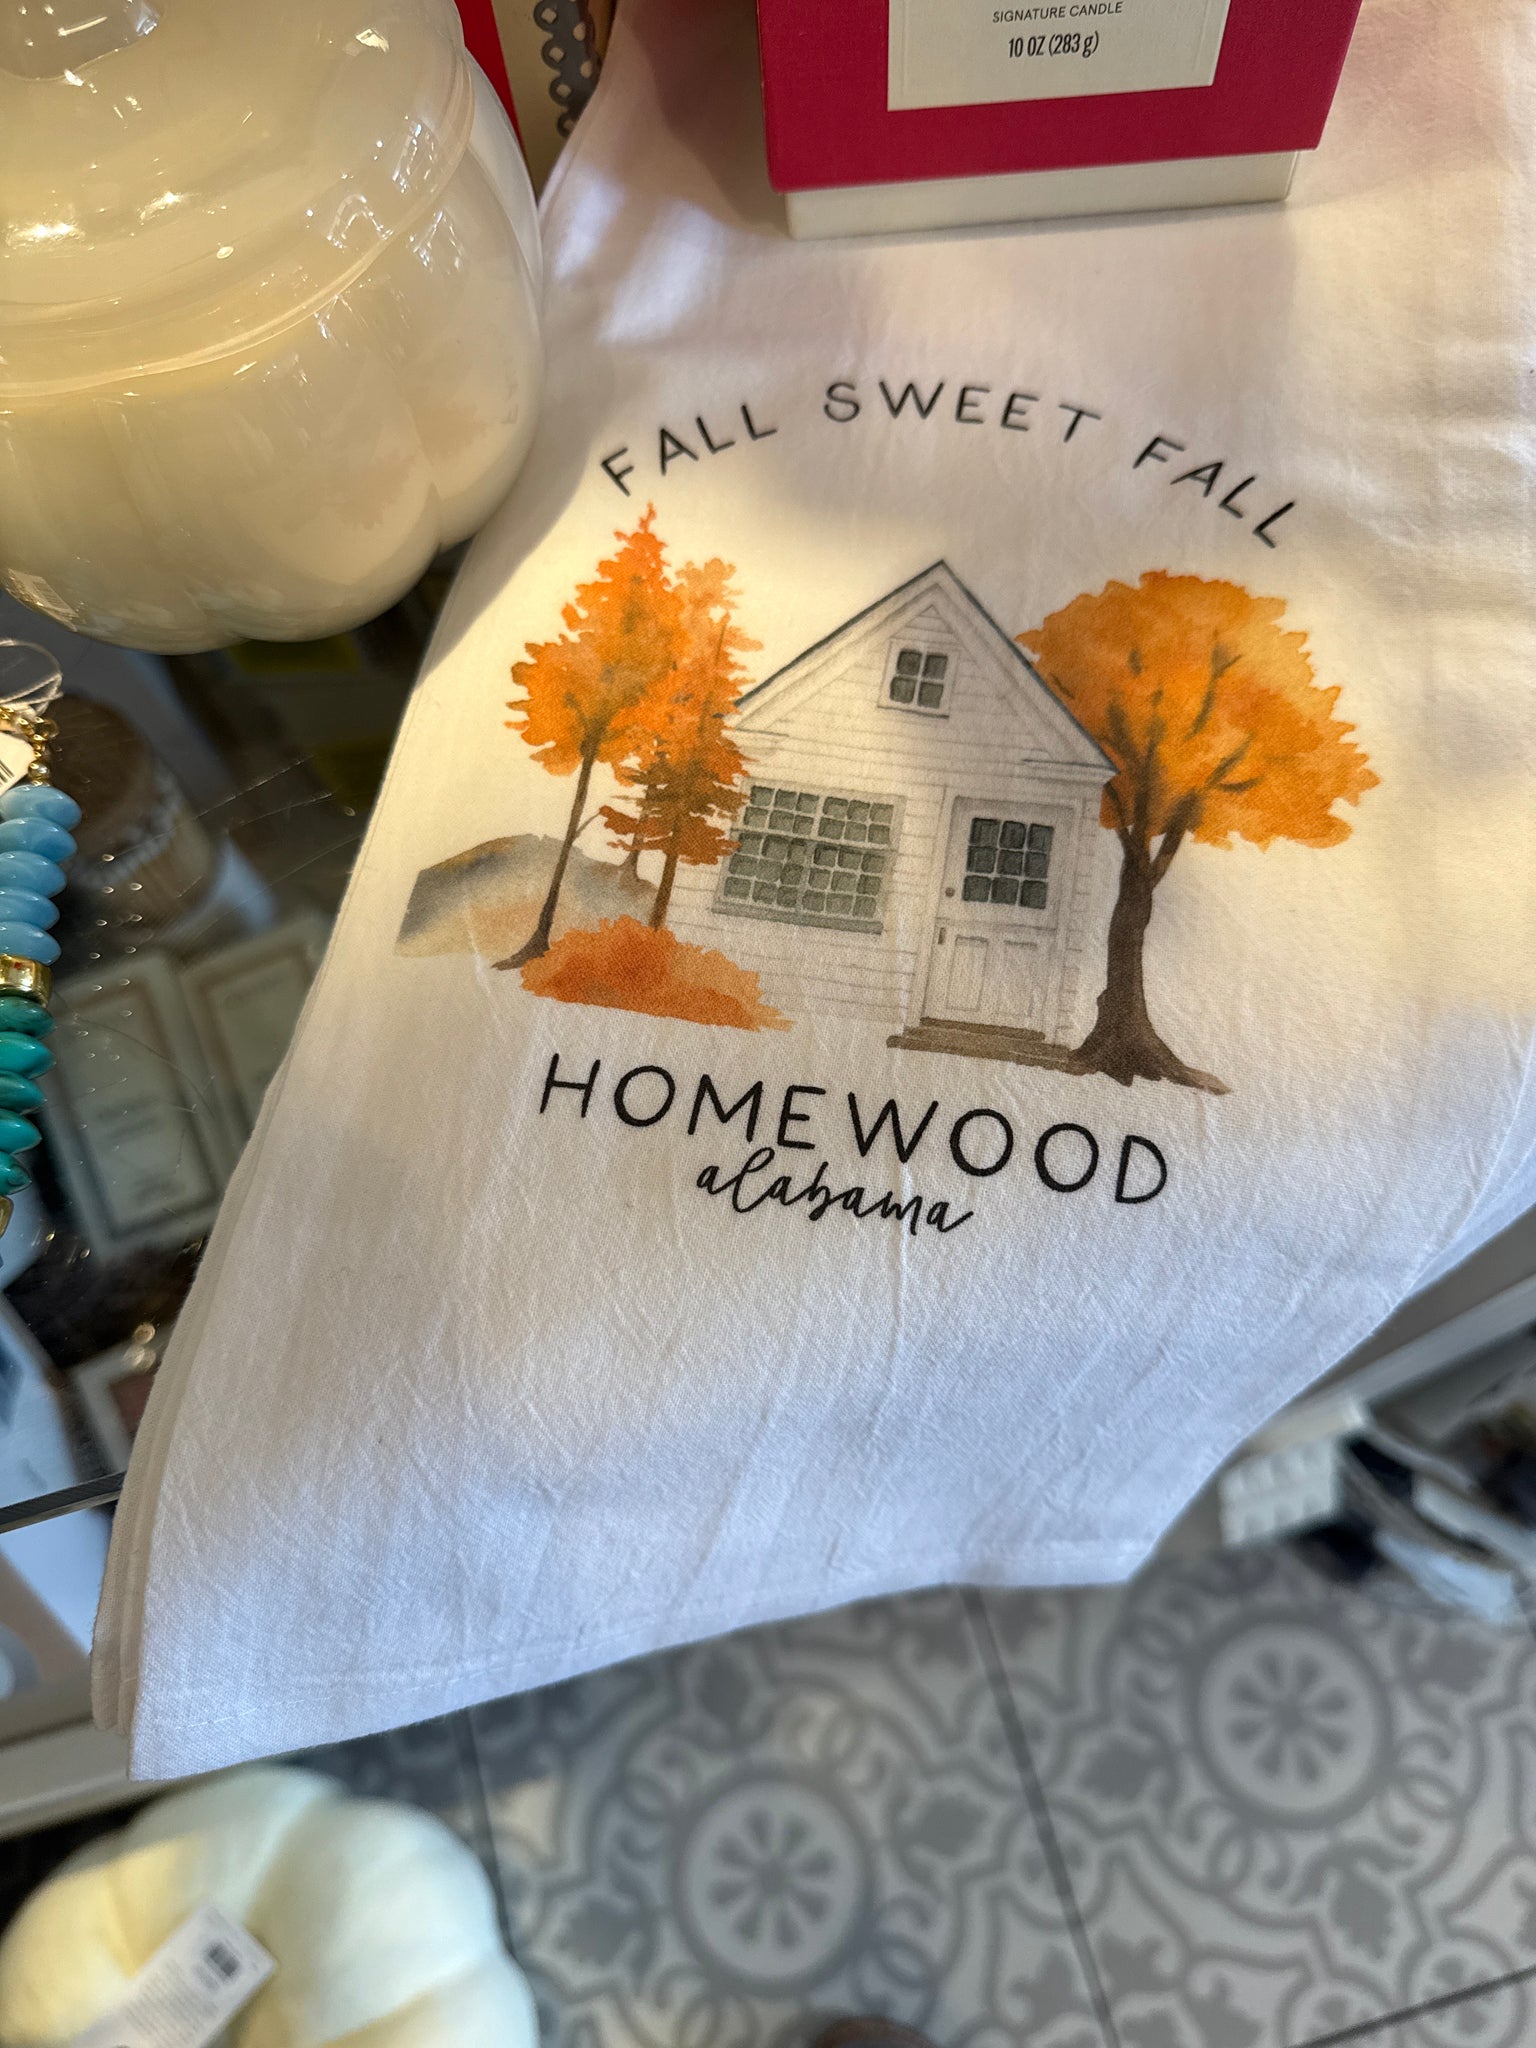 SIGNATURE CANDLE
10 OZ (283 g)
FALL SWEET FALL
HOMEWOOD
alabama